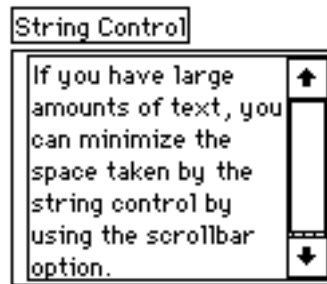 String Control
If you have large
amounts of text, you
can minimize the
space taken by the
string control by
using the scrollbar
option.